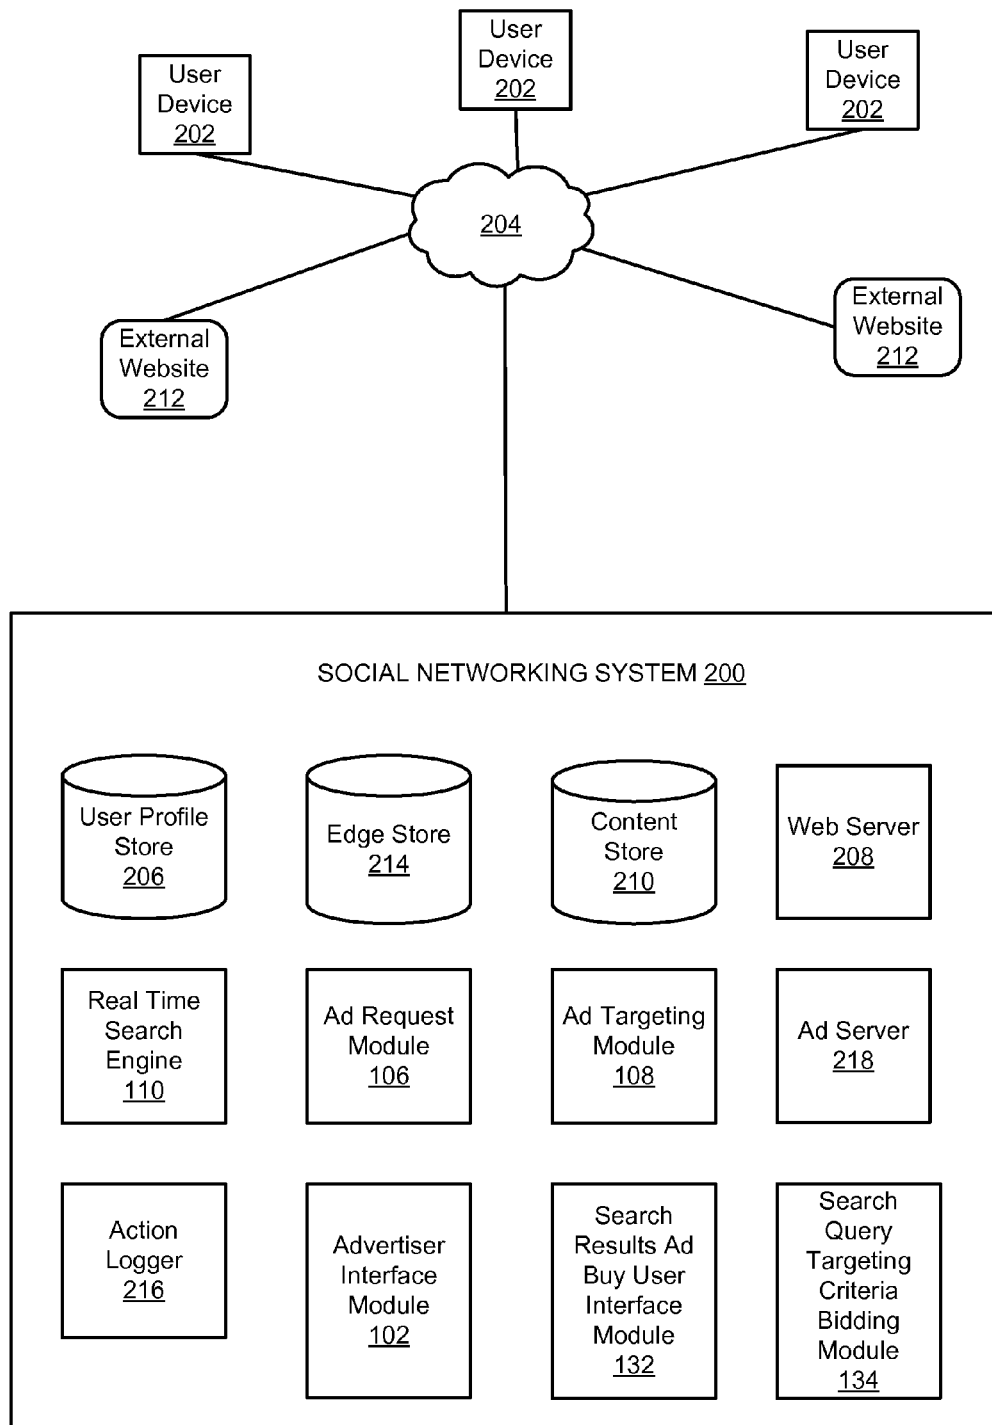 User
Device
202
User
Device
202
User
Device
202
204
External
Website
212
External
Website
212
SOCIAL NETWORKING SYSTEM 200
User Profile
Store
206
Edge Store
214
Content
Store
210
Web Server
208
Real Time
Search
Engine
110
Ad Request
Module
106
Ad Targeting
Module
108
Ad Server
218
Action
Logger
216
Advertiser
Interface
Module
102
Search
Results Ad
Buy User
Interface
Module
132
Search
Query
Targeting
Criteria
Bidding
Module
134